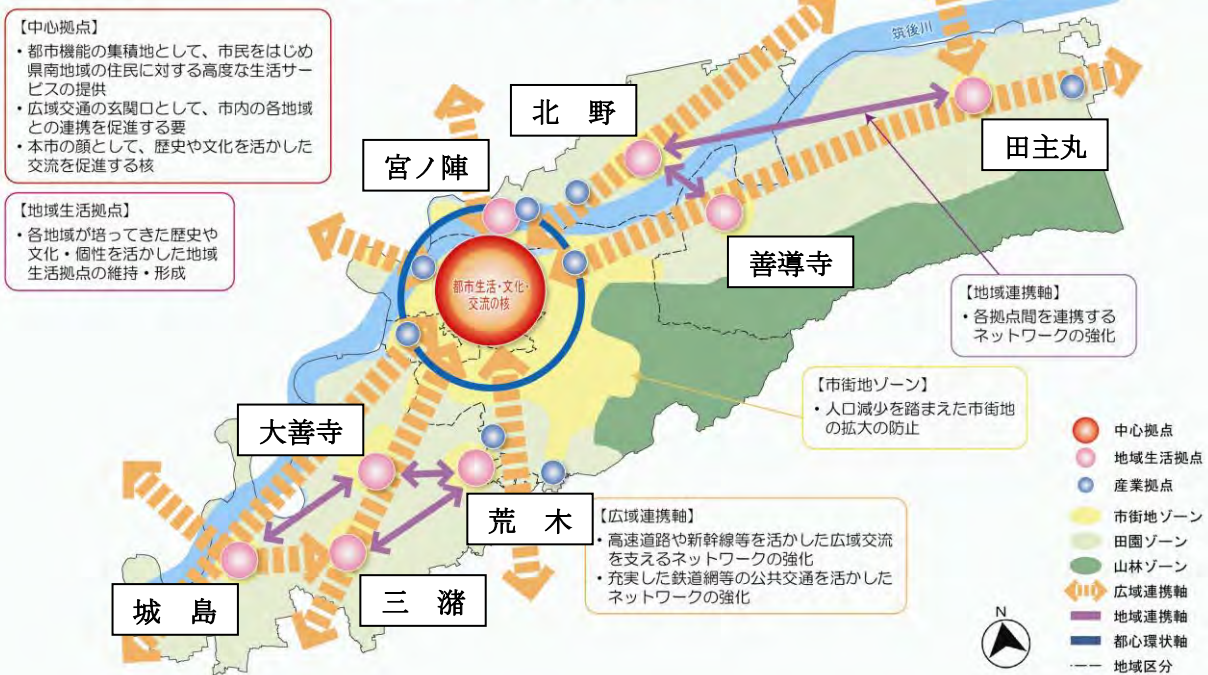 【中心拠点】
・都市機能の集積地として、市民をはじめ
県南地域の住民に対する高度な生活サー
ビスの提供
・広域交通の玄関口として、市内の各地域
との連携を促進する要
・本市の顔として、歴史や文化を活かした
交流を促進する核
【地域生活拠点】
・各地域が培ってきた歴史や
文化・個性を活かした地域
生活拠点の維持・形成
筑後川
北 野
田主丸
宮ノ陣
善導寺
都市生活・文化・
交流の核
【地域連携軸】
・各拠点間を連携する
ネットワークの強化
【市街地ゾーン】
・人口減少を踏まえた市街地
の拡大の防止
大善寺
荒 木
城 島
三 潴
【広域連携軸】
・高速道路や新幹線等を活かした広域交流
を支えるネットワークの強化
・充実した鉄道網等の公共交通を活かした
ネットワークの強化
N
中心拠点
地域生活拠点
産業拠点
市街地ゾーン
田園ゾーン
山林ゾーン
広域連携軸
地域連携軸
都心環状軸
地域区分